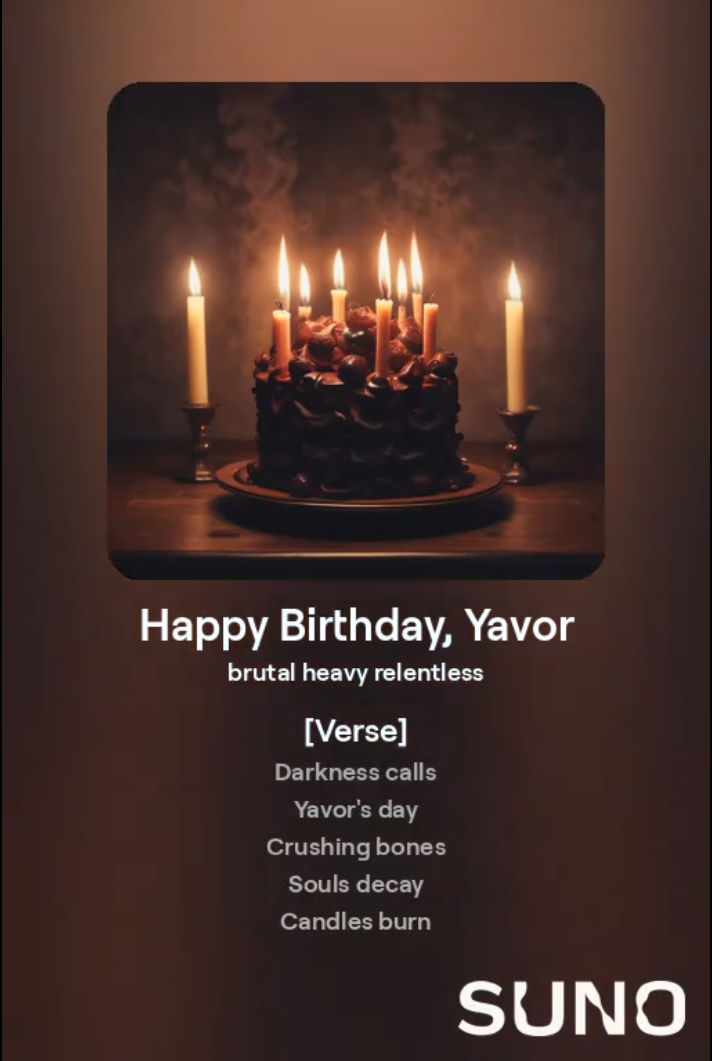 Happy Birthday, Yavor
brutal heavy relentless
[Verse]
Darkness calls
Yavor's day
Crushing bones
Souls decay
Candles burn
SUNO